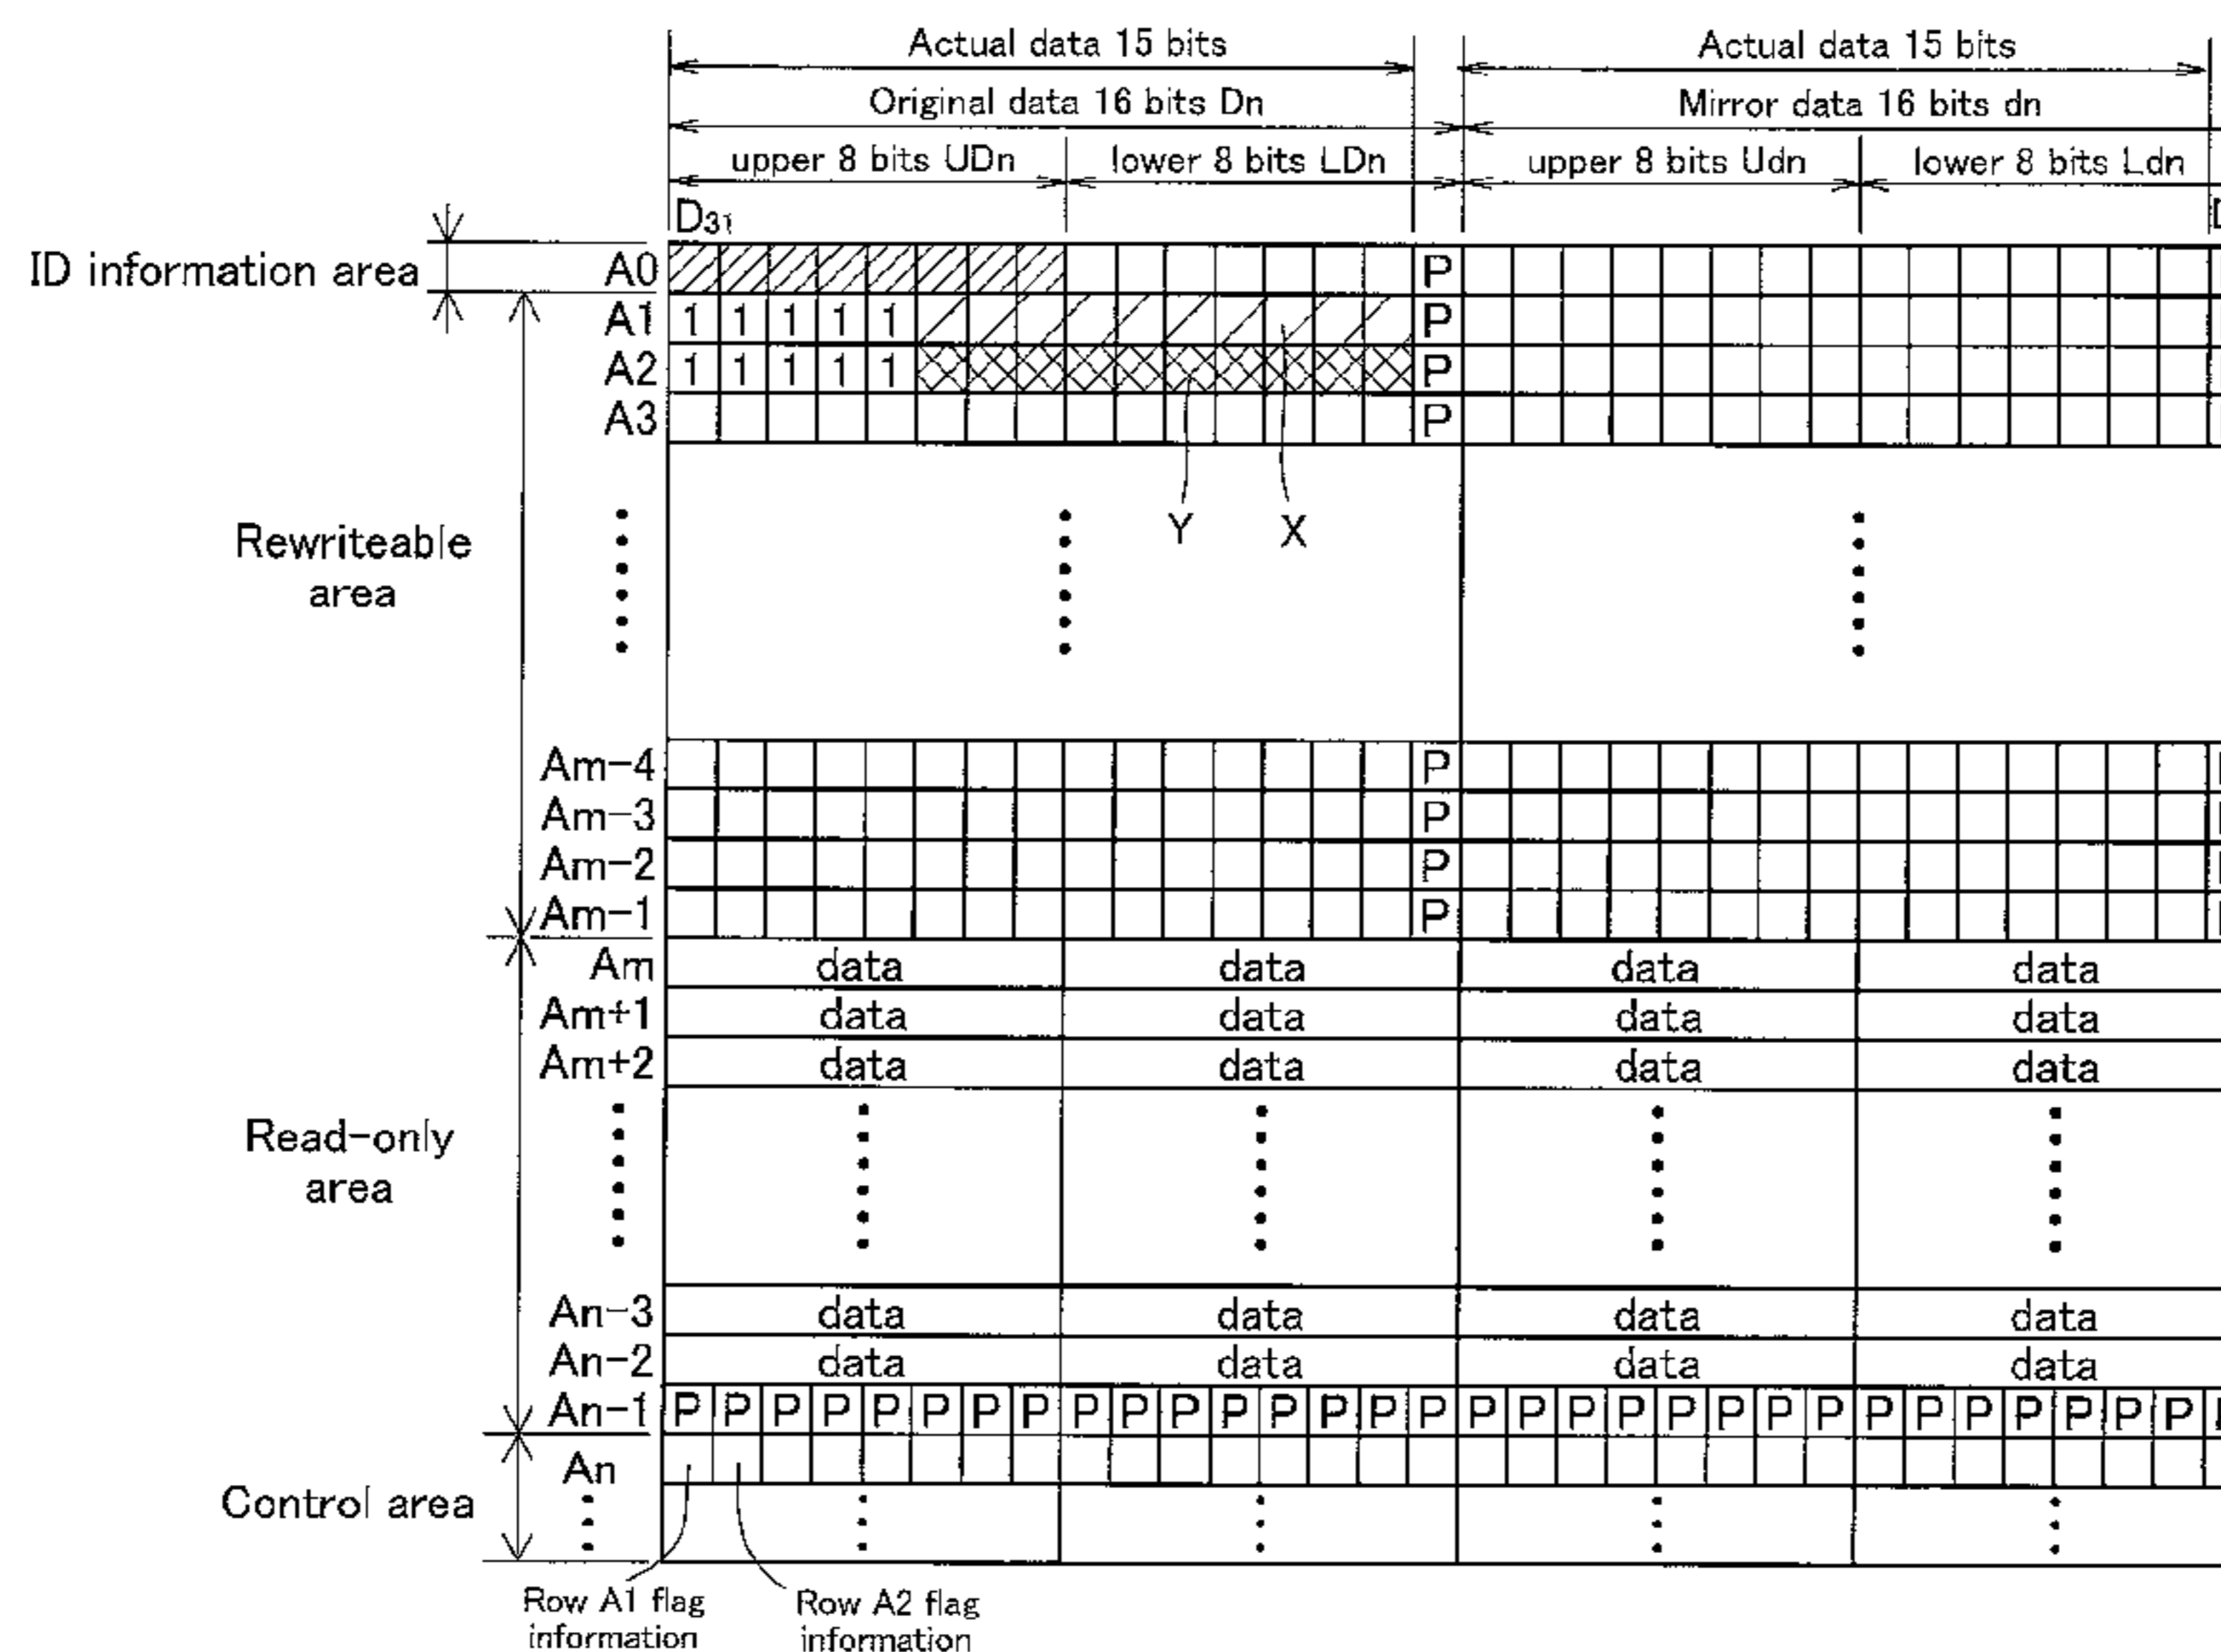 Actual data 15 bits Actual data 15 bits
Original data 16 bits Dn Mirror data 16 bits dn
upper 8 bits UDn lower 8 bits LDn upper 8 bits Udn lower 8 bits Ldn
D31
ID information area A0 P
A1 1 1 1 1 1 P
A2 1 1 1 1 1 P
A3 P
Y X
Rewriteable
area
Am-4 P
Am-3 P
Am-2 P
Am-1 P
Am data data data data
Am+1 data data data data
Am+2 data data data data
Read-only
area
An-3 data data data data
An-2 data data data data
An-1 P P P P P P P P P P P P P P P P P P P P P P P P P P P P P P P
An
Control area
Row A1 flag Row A2 flag
information information